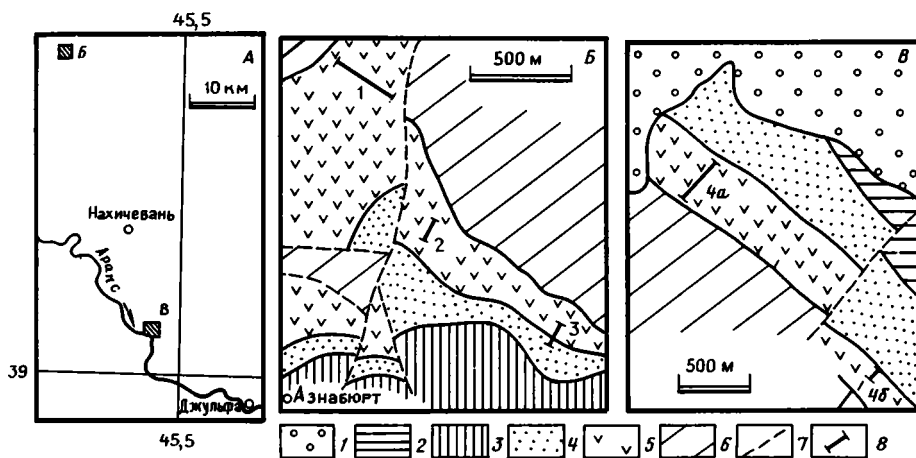 45,5
Б
А
10 км
Нахичевань
Аракс
В
39
Джульфа
45,5
500 м
Б
1
2
3
Азнабюрт
В
4а
500 м
4б
1 2 3 4 5 6 7 8